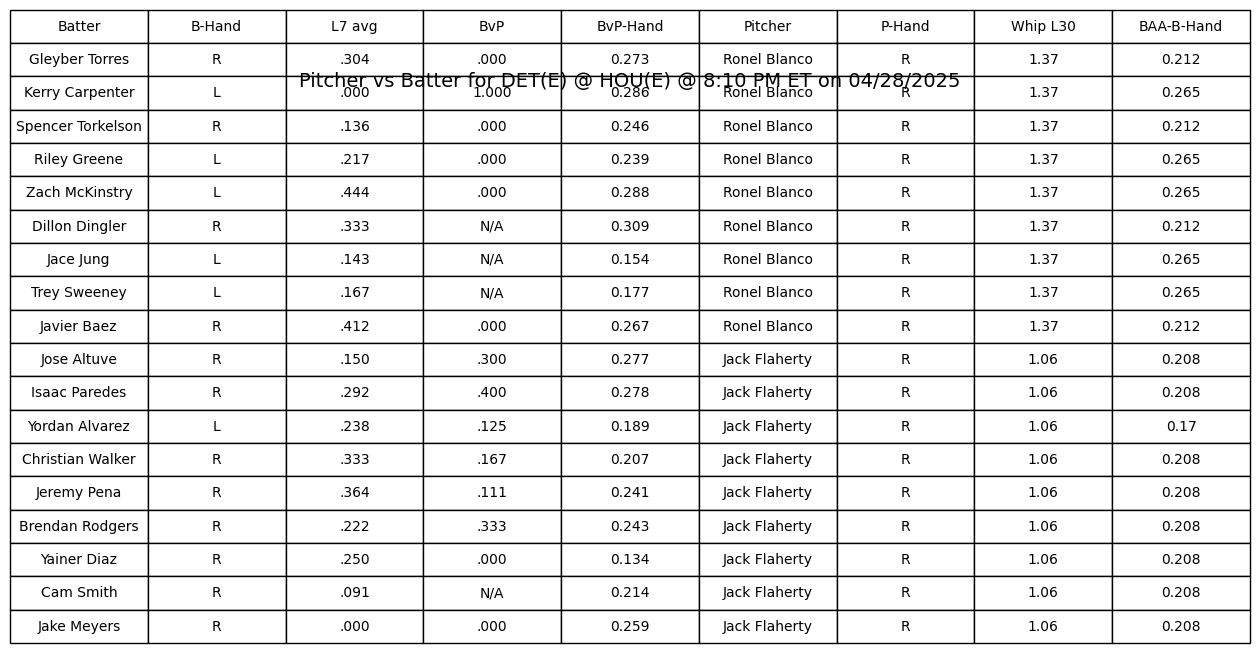 Batter B-Hand L7 avg BvP BvP-Hand Pitcher P-Hand Whip L30 BAA-B-Hand
Gleyber Torres R .304 .000 0.273 Ronel Blanco R 1.37 0.212
Pitcher vs Batter for DET(E) @ HOU(E) @ 8:10 PM ET on 04/28/2025
Kerry Carpenter L .000 1.000 0.286 Ronel Blanco R 1.37 0.265
Spencer Torkelson R .136 .000 0.246 Ronel Blanco R 1.37 0.212
Riley Greene L .217 .000 0.239 Ronel Blanco R 1.37 0.265
Zach McKinstry L .444 .000 0.288 Ronel Blanco R 1.37 0.265
Dillon Dingler R .333 N/A 0.309 Ronel Blanco R 1.37 0.212
Jace Jung L .143 N/A 0.154 Ronel Blanco R 1.37 0.265
Trey Sweeney L .167 N/A 0.177 Ronel Blanco R 1.37 0.265
Javier Baez R .412 .000 0.267 Ronel Blanco R 1.37 0.212
Jose Altuve R .150 .300 0.277 Jack Flaherty R 1.06 0.208
Isaac Paredes R .292 .400 0.278 Jack Flaherty R 1.06 0.208
Yordan Alvarez L .238 .125 0.189 Jack Flaherty R 1.06 0.17
Christian Walker R .333 .167 0.207 Jack Flaherty R 1.06 0.208
Jeremy Pena R .364 .111 0.241 Jack Flaherty R 1.06 0.208
Brendan Rodgers R .222 .333 0.243 Jack Flaherty R 1.06 0.208
Yainer Diaz R .250 .000 0.134 Jack Flaherty R 1.06 0.208
Cam Smith R .091 N/A 0.214 Jack Flaherty R 1.06 0.208
Jake Meyers R .000 .000 0.259 Jack Flaherty R 1.06 0.208